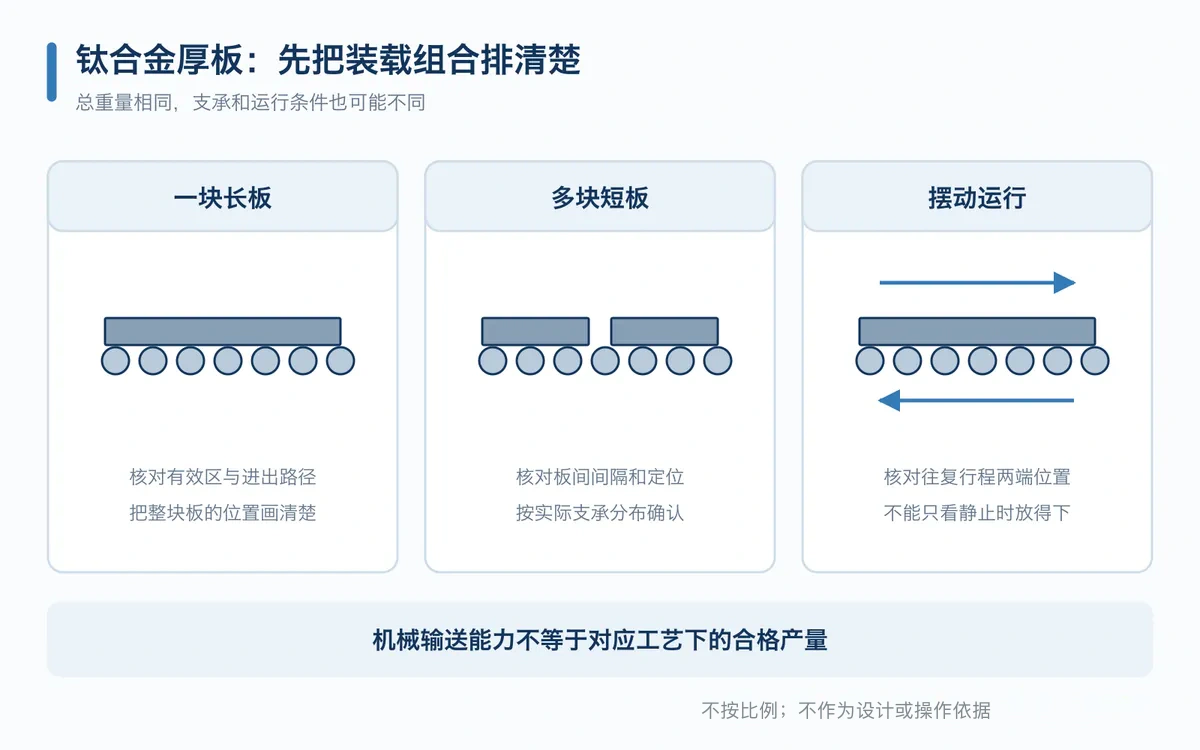 钛合金厚板：先把装载组合排清楚
总重量相同，支承和运行条件也可能不同
一块长板
多块短板
摆动运行
核对有效区与进出路径
把整块板的位置画清楚
核对板间间隔和定位
按实际支承分布确认
核对往复行程两端位置
不能只看静止时放得下
机械输送能力不等于对应工艺下的合格产量
不按比例；不作为设计或操作依据